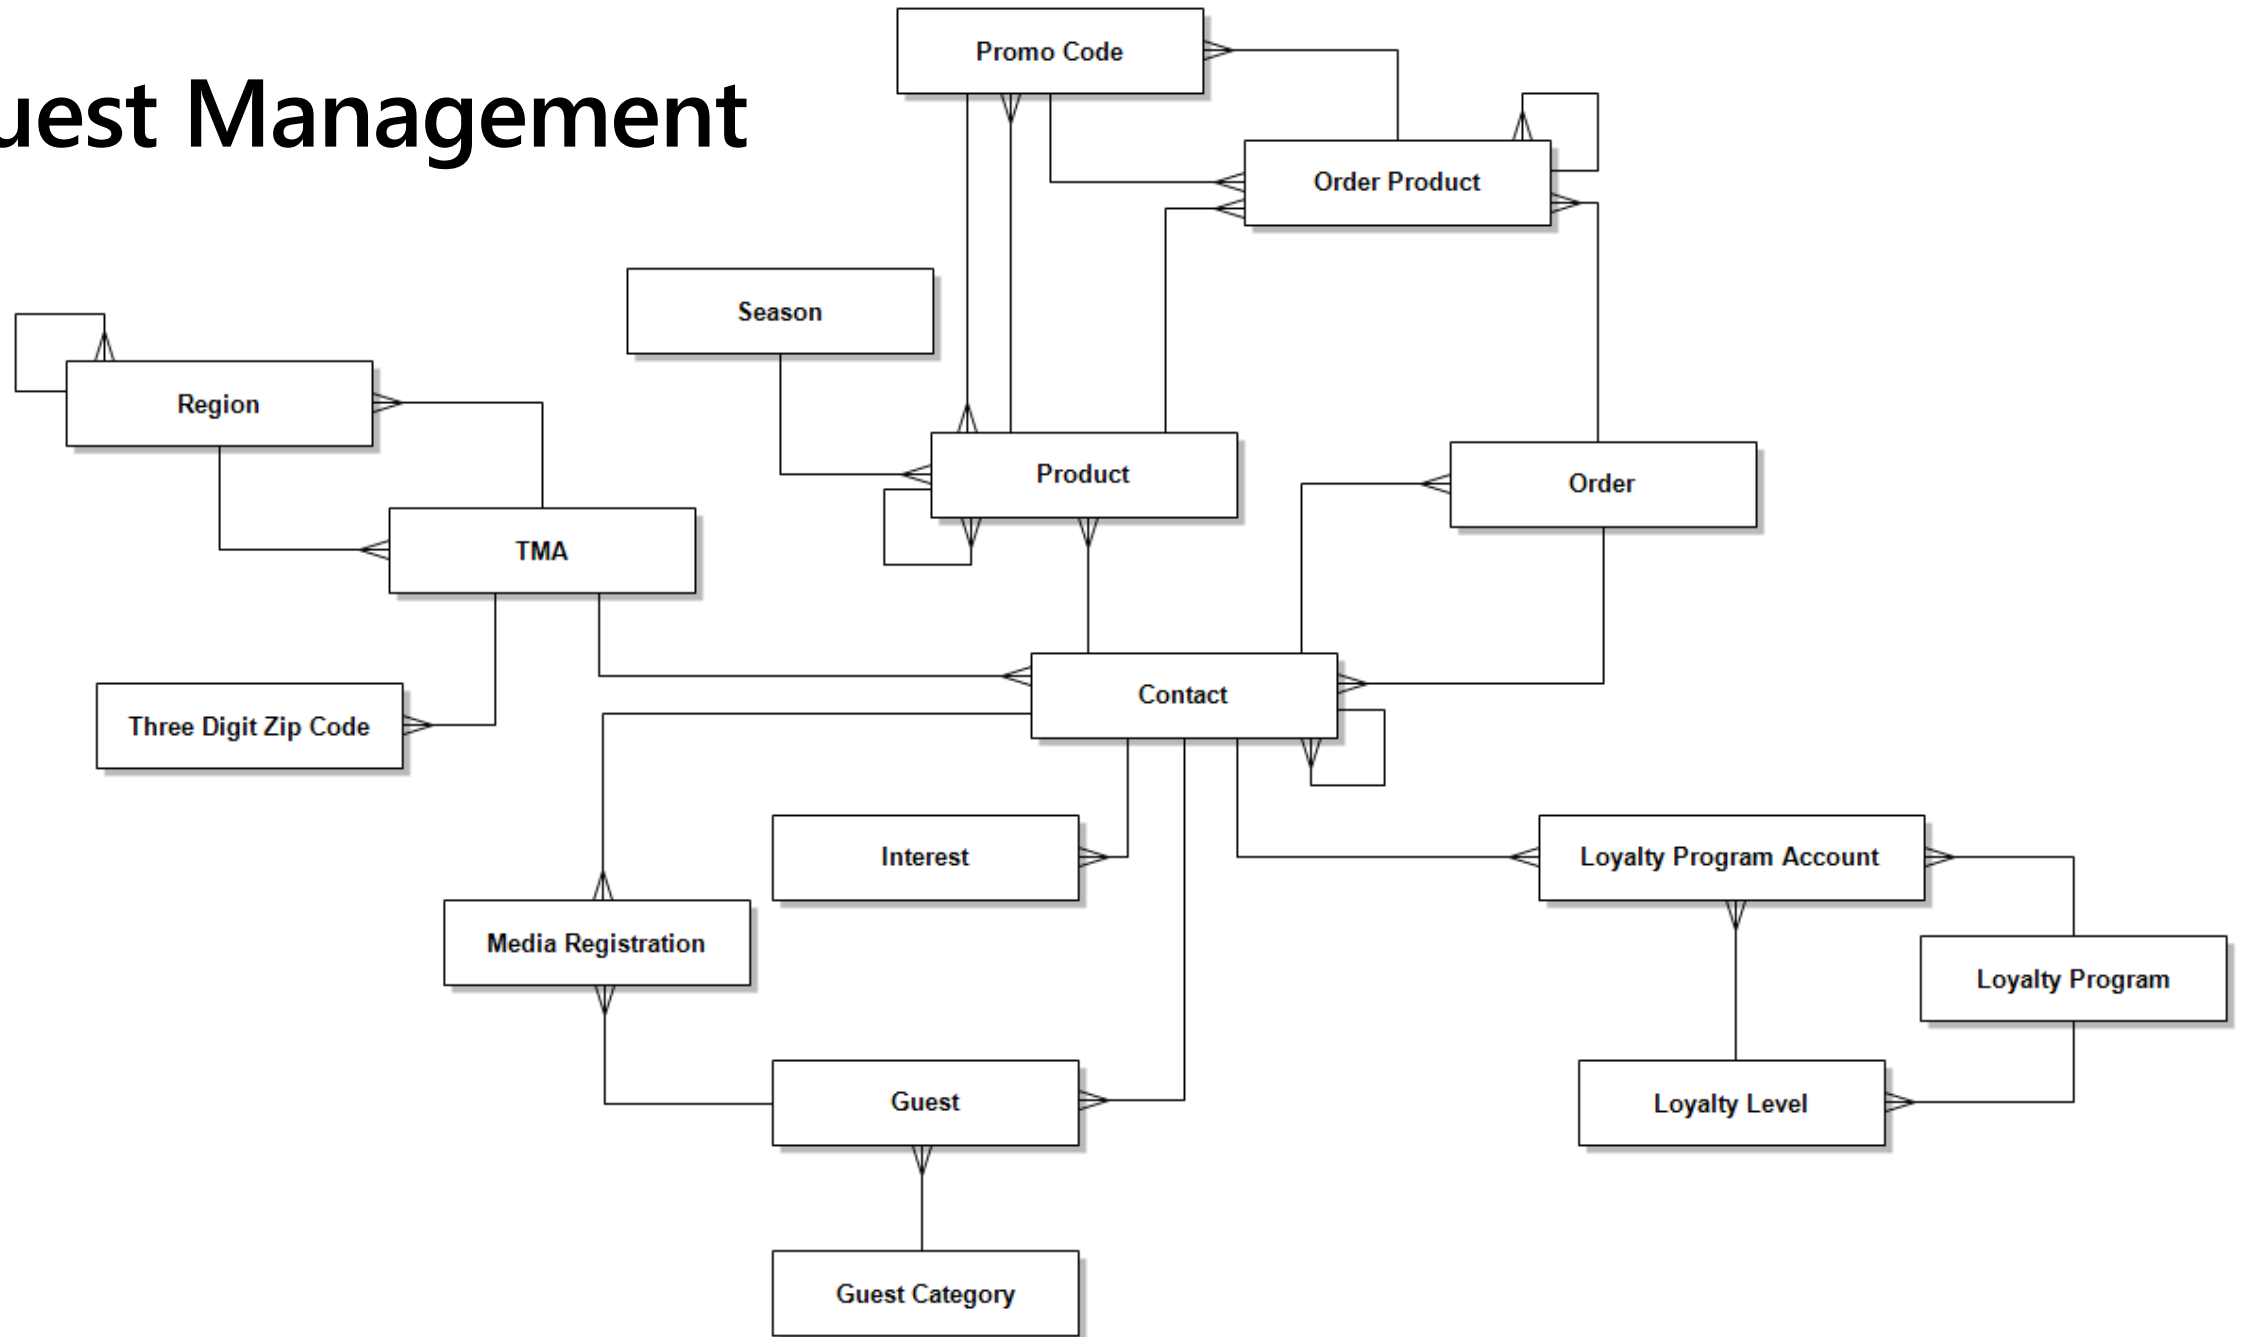 uest Management
Promo Code
Order Product
Season
Region
Product
Order
TMA
Contact
Three Digit Zip Code
Interest
Loyalty Program Account
Media Registration
Loyalty Program
Guest
Loyalty Level
Guest Category